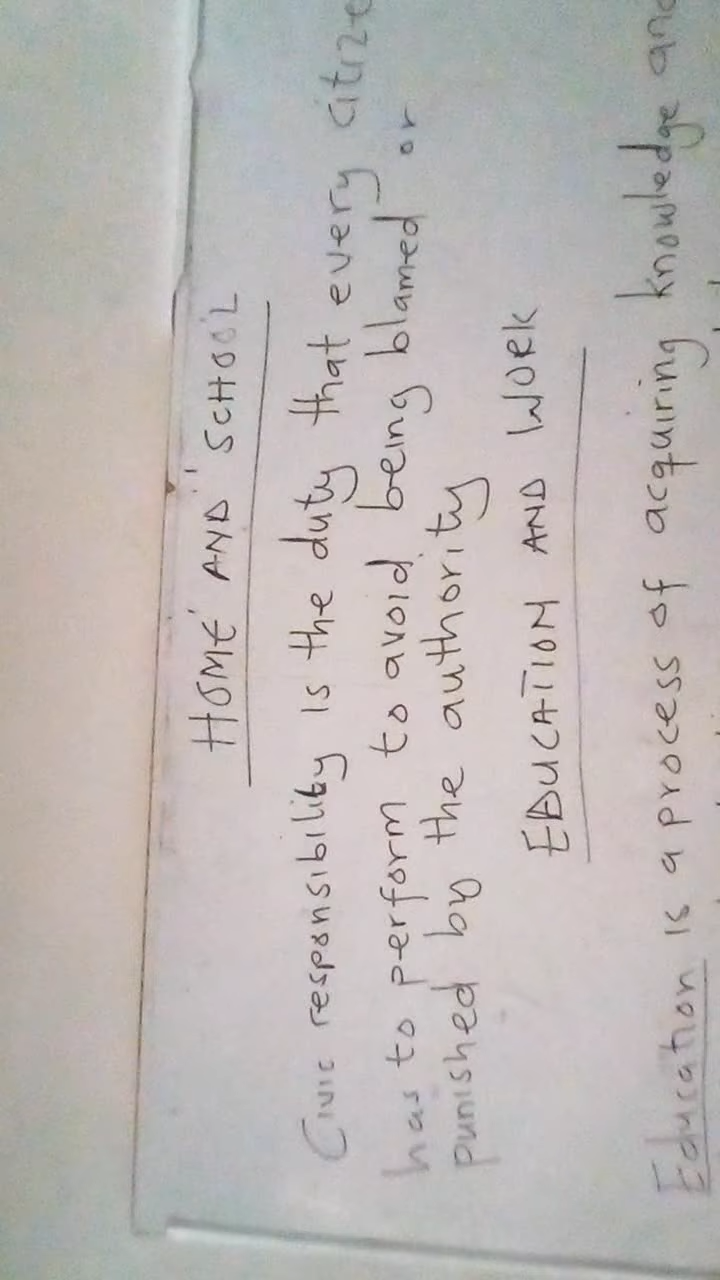 HOME AND SCHOOL
Civic responsibility is the duty that every citize
has to perform to avoid being blamed or
punished by the authority
EDUCATION AND WORK
Education is a process of acquiring knowledge and